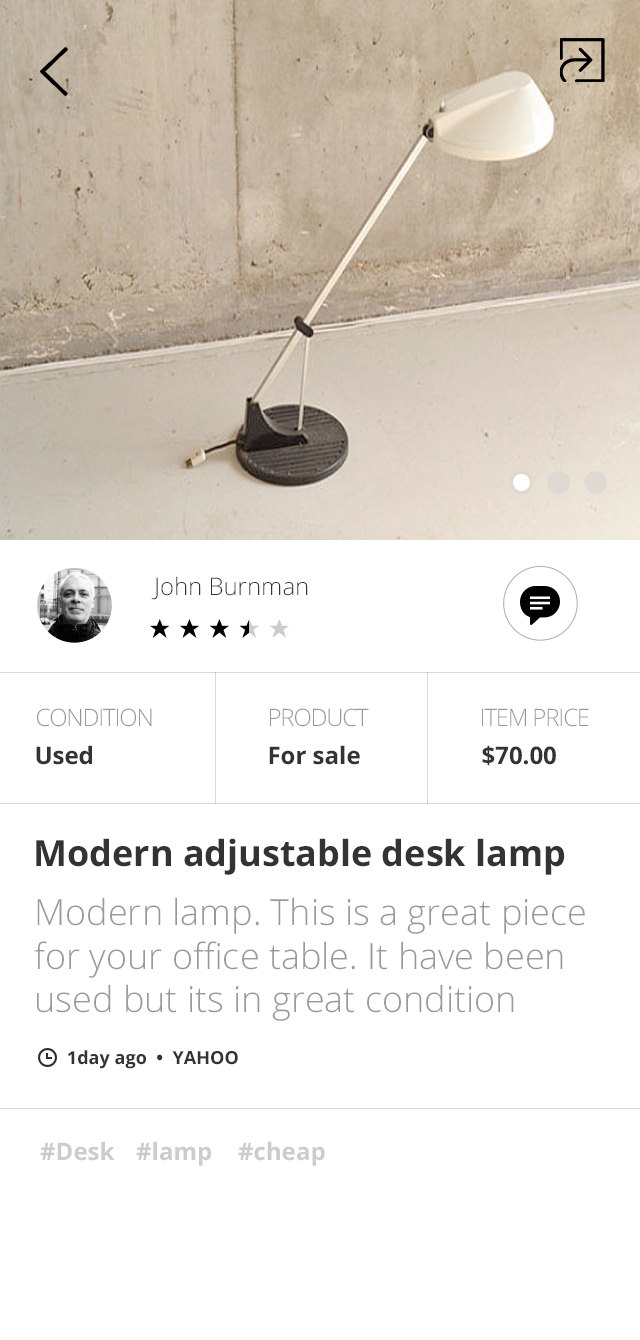 John Burnman
CONDITION PRODUCT ITEM PRICE
Used For sale $70.00
Modern adjustable desk lamp
Modern lamp. This is a great piece
for your office table. It have been
used but its in great condition
1day ago • YAHOO
#Desk #lamp #cheap